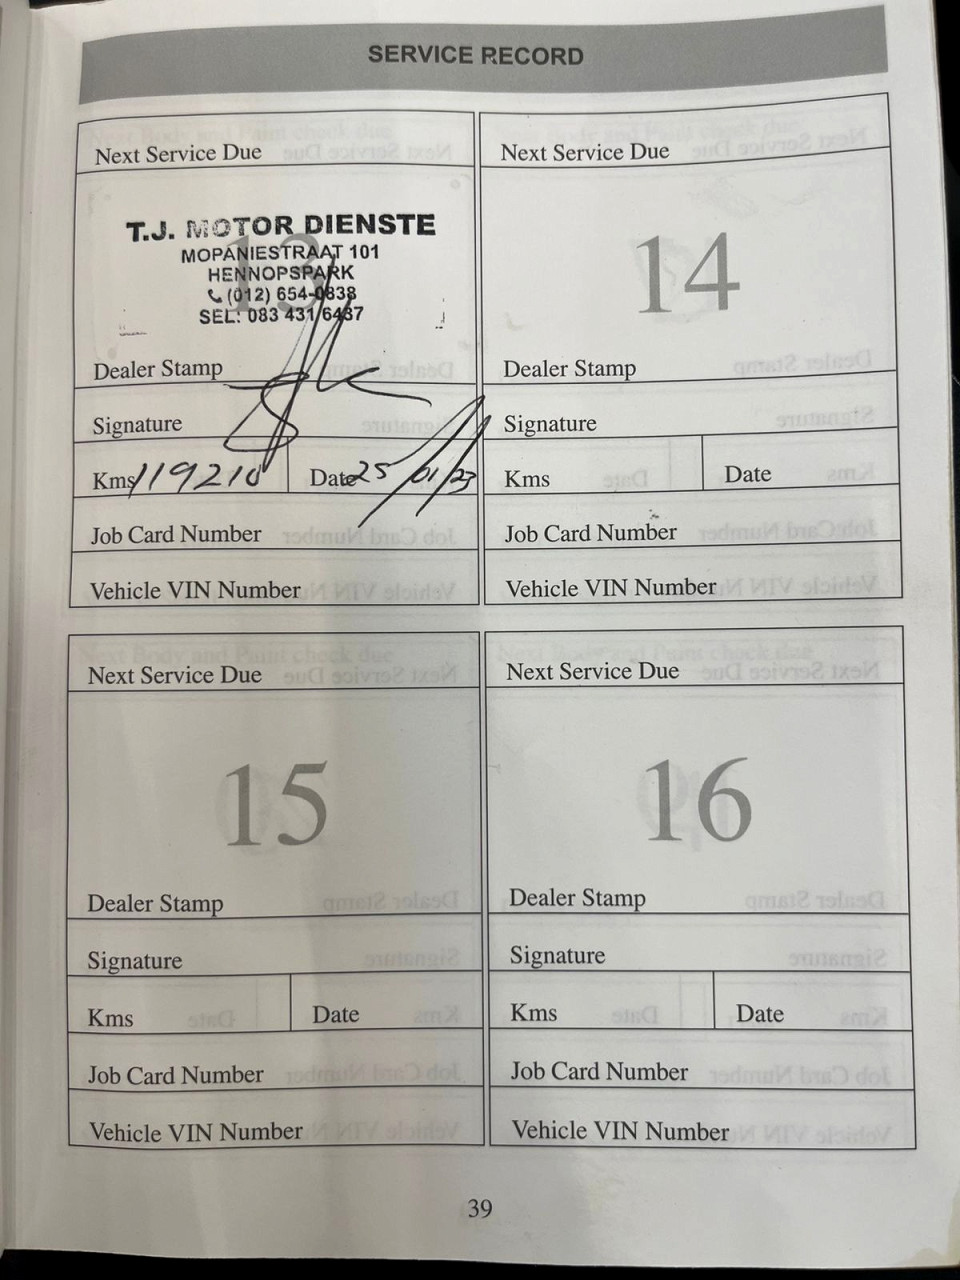 SERVICE RECORD
Next Service Due
13
T.J. MOTOR DIENSTE
MOPANIESTRAAT 101
HENNOPSPARK
(012) 654-0838
SEL: 083 431 6437
Dealer Stamp
Signature
Kms 119210 Date 25/01/23
Job Card Number
Vehicle VIN Number
Next Service Due
14
Dealer Stamp
Signature
Kms Date
Job Card Number
Vehicle VIN Number
Next Service Due
15
Dealer Stamp
Signature
Kms Date
Job Card Number
Vehicle VIN Number
Next Service Due
16
Dealer Stamp
Signature
Kms Date
Job Card Number
Vehicle VIN Number
39